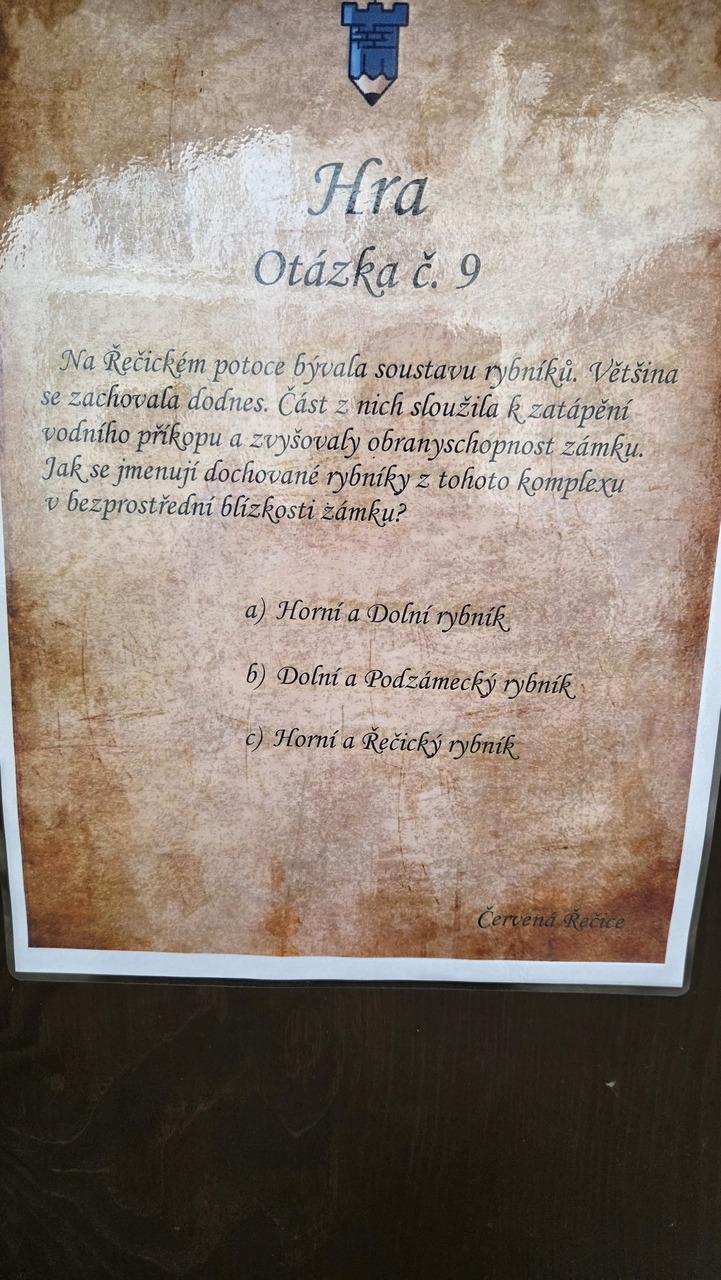 Hra
Otázka č. 9
Na Řečickém potoce bývala soustavu rybníků. Většina
se zachovala dodnes. Část z nich sloužila k zatápění
vodního příkopu a zvyšovaly obranyschopnost zámku.
Jak se jmenují dochované rybníky z tohoto komplexu
v bezprostřední blízkosti zámku?
a) Horní a Dolní rybník
b) Dolní a Podzámecký rybník
c) Horní a Řečický rybník
Červená Řečice